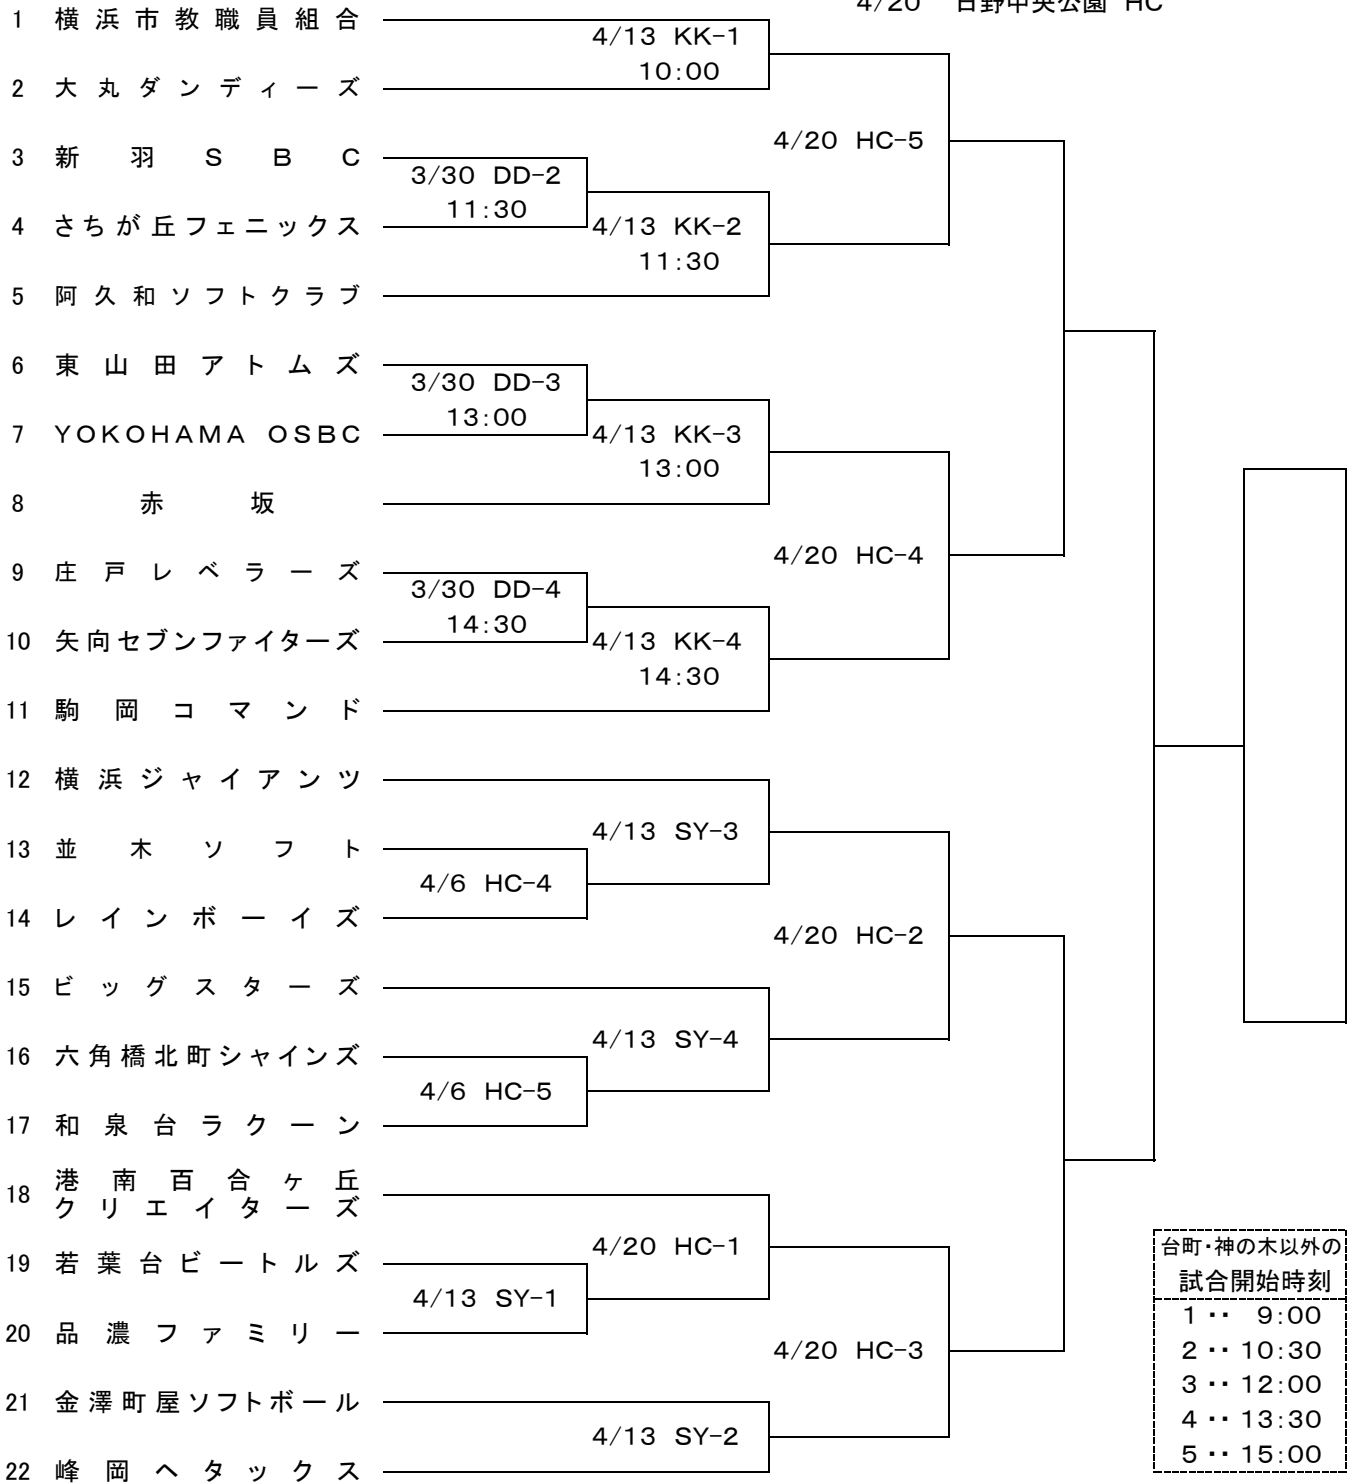 4/20 日野中央公園 HC
1 横浜市教職員組合
4/13 KK-1
10:00
2 大丸ダンディーズ
4/20 HC-5
3 新羽SBC
3/30 DD-2
11:30
4 さちが丘フェニックス
4/13 KK-2
11:30
5 阿久和ソフトクラブ
6 東山田アトムズ
3/30 DD-3
13:00
7 YOKOHAMA OSBC
4/13 KK-3
13:00
8 赤坂
4/20 HC-4
9 庄戸レベラーズ
3/30 DD-4
14:30
10 矢向セブンファイターズ
4/13 KK-4
14:30
11 駒岡コマンド
12 横浜ジャイアンツ
4/13 SY-3
13 並木ソフト
4/6 HC-4
14 レインボーイズ
4/20 HC-2
15 ビッグスターズ
4/13 SY-4
16 六角橋北町シャインズ
4/6 HC-5
17 和泉台ラクーン
18 港南百合ヶ丘
クリエイターズ
4/20 HC-1
19 若葉台ビートルズ
4/13 SY-1
20 品濃ファミリー
4/20 HC-3
21 金澤町屋ソフトボール
4/13 SY-2
22 峰岡ヘタックス
台町・神の木以外の
試合開始時刻
1‥ 9:00
2‥10:30
3‥12:00
4‥13:30
5‥15:00